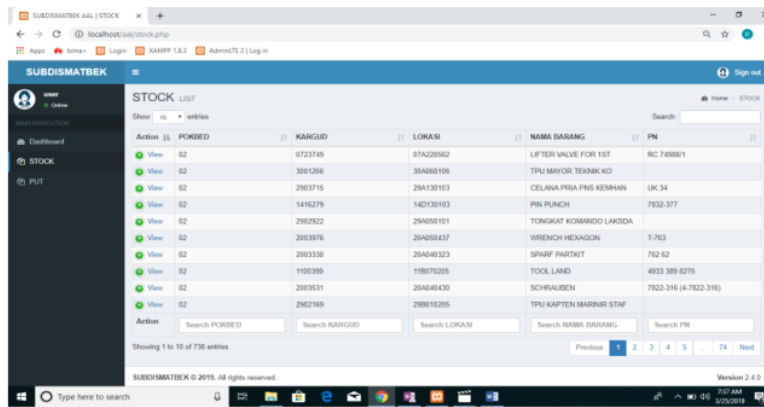 SUBDISMATBEK AAL | STOCK
localhost/aal/stock.php
Apps bima+ Login XAMPP 1.8.3 AdminLTE 2 | Log in
SUBDISMATBEK Sign out
user
Online
STOCK LIST Home STOCK
MAIN NAVIGATION
Dashboard
STOCK
PUT
Show 10 entries Search:
Action POKBED KARGUD LOKASI NAMA BARANG PN
View 02 0723749 07A220562 LIFTER VALVE FOR 1ST RC 74988/1
View 02 3001266 30A060106 TPU MAYOR TEKNIK KO
View 02 2903715 29A130103 CELANA PRIA PNS KEMHAN UK 34
View 02 1416279 14D130103 PIN PUNCH 7832-377
View 02 2902922 29A050101 TONGKAT KOMANDO LAKSDA
View 02 2003976 20A050437 WRENCH HEXAGON T-763
View 02 2003330 20A040323 SPARF PARTKIT 762 62
View 02 1100399 11B070205 TOOL LAND 4933 389 8275
View 02 2003531 20A040430 SCHRAUBEN 7822-316 (4-7822-316)
View 02 2902169 29B010205 TPU KAPTEN MARINIR STAF
Action Search POKBED Search KARGUD Search LOKASI Search NAMA BARANG Search PN
Showing 1 to 10 of 736 entries Previous 1 2 3 4 5 ... 74 Next
SUBDISMATBEK © 2019. All rights reserved. Version 2.4.0
Type here to search
7:37 AM
3/25/2019